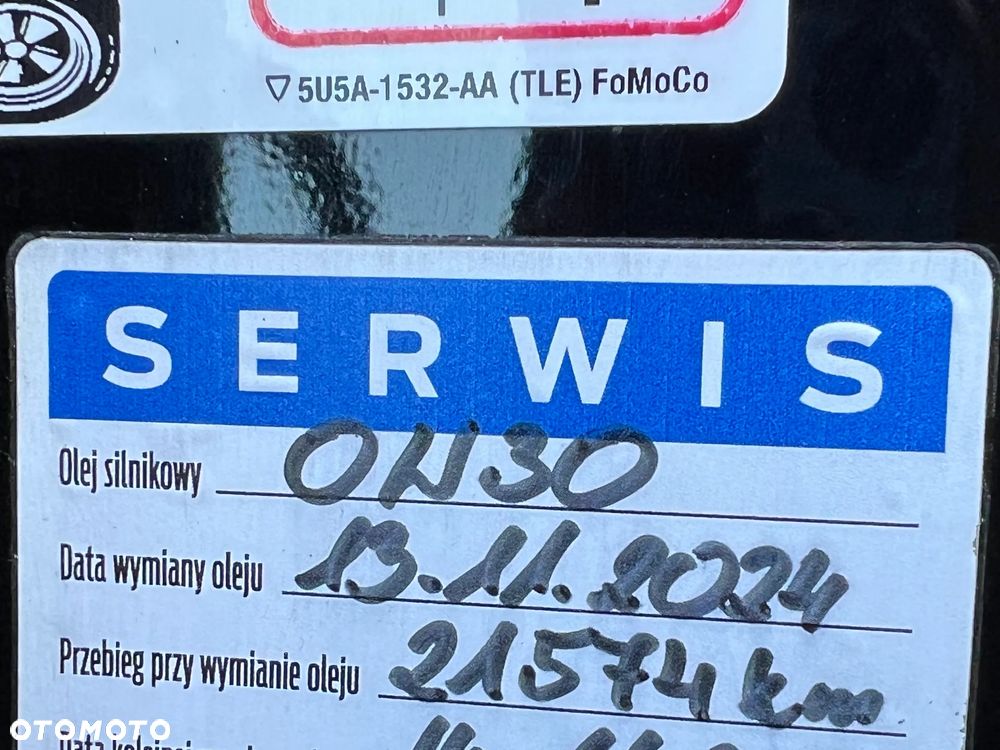 ▽ 5U5A-1532-AA (TLE) FoMoCo
SERWIS
Olej silnikowy 0W30
Data wymiany oleju 13.11.2024
Przebieg przy wymianie oleju 21574 km
OTOMOTO